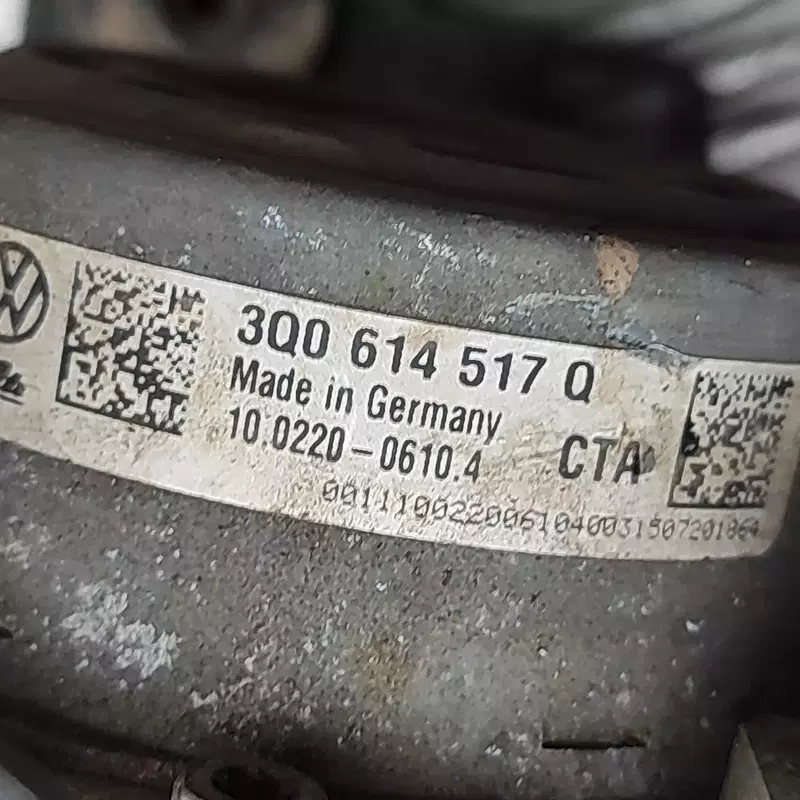 3Q0 614 517 Q
Made in Germany
10.0220-0610.4 CTA